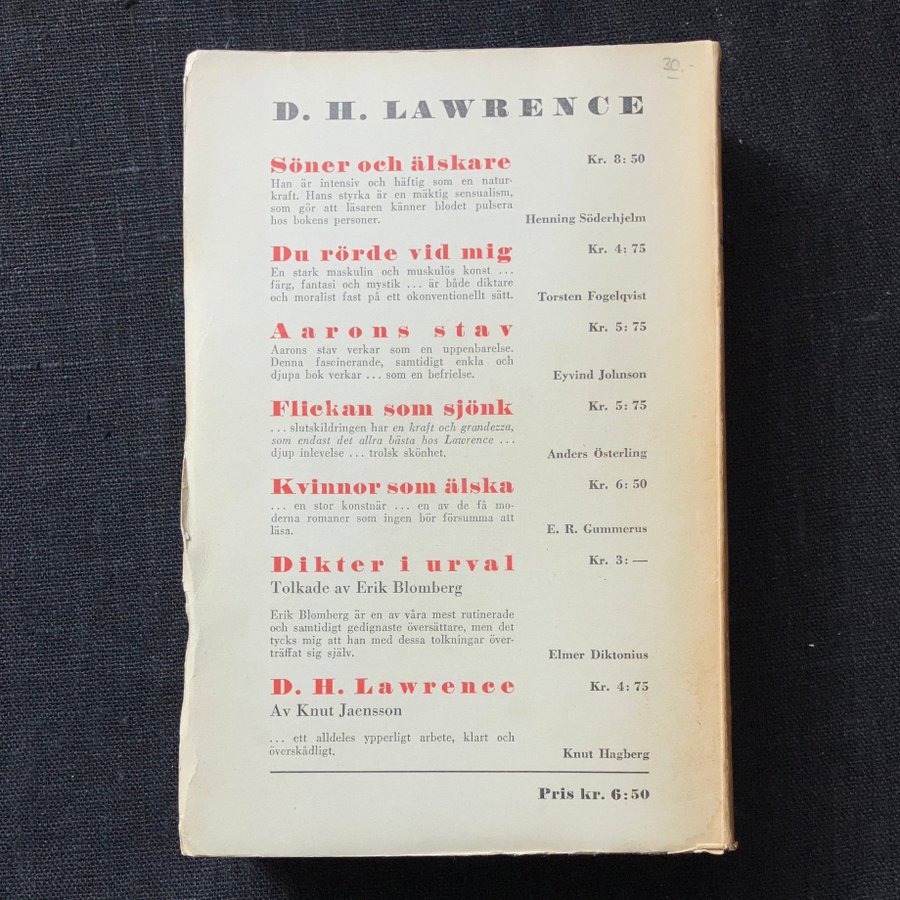 30.-
D. H. LAWRENCE
Söner och älskare Kr. 8:50
Han är intensiv och häftig som en natur-
kraft. Hans styrka är en mäktig sensualism,
som gör att läsaren känner blodet pulsera
hos bokens personer. Henning Söderhjelm
Du rörde vid mig Kr. 4:75
En stark maskulin och muskulös konst ...
färg, fantasi och mystik ... är både diktare
och moralist fast på ett okonventionellt sätt. Torsten Fogelqvist
Aarons stav Kr. 5:75
Aarons stav verkar som en uppenbarelse.
Denna fascinerande, samtidigt enkla och
djupa bok verkar ... som en befrielse. Eyvind Johnson
Flickan som sjönk Kr. 5:75
... slutskildringen har en kraft och grandezza,
som endast det allra bästa hos Lawrence ...
djup inlevelse ... trolsk skönhet. Anders Österling
Kvinnor som älska Kr. 6:50
... en stor konstnär ... en av de få mo-
derna romaner som ingen bör försumma att
läsa. E. R. Gummerus
Dikter i urval Kr. 3:—
Tolkade av Erik Blomberg
Erik Blomberg är en av våra mest rutinerade
och samtidigt gedignaste översättare, men det
tycks mig att han med dessa tolkningar över-
träffat sig själv. Elmer Diktonius
D. H. Lawrence Kr. 4:75
Av Knut Jaensson
... ett alldeles ypperligt arbete, klart och
överskådligt. Knut Hagberg
Pris kr. 6:50